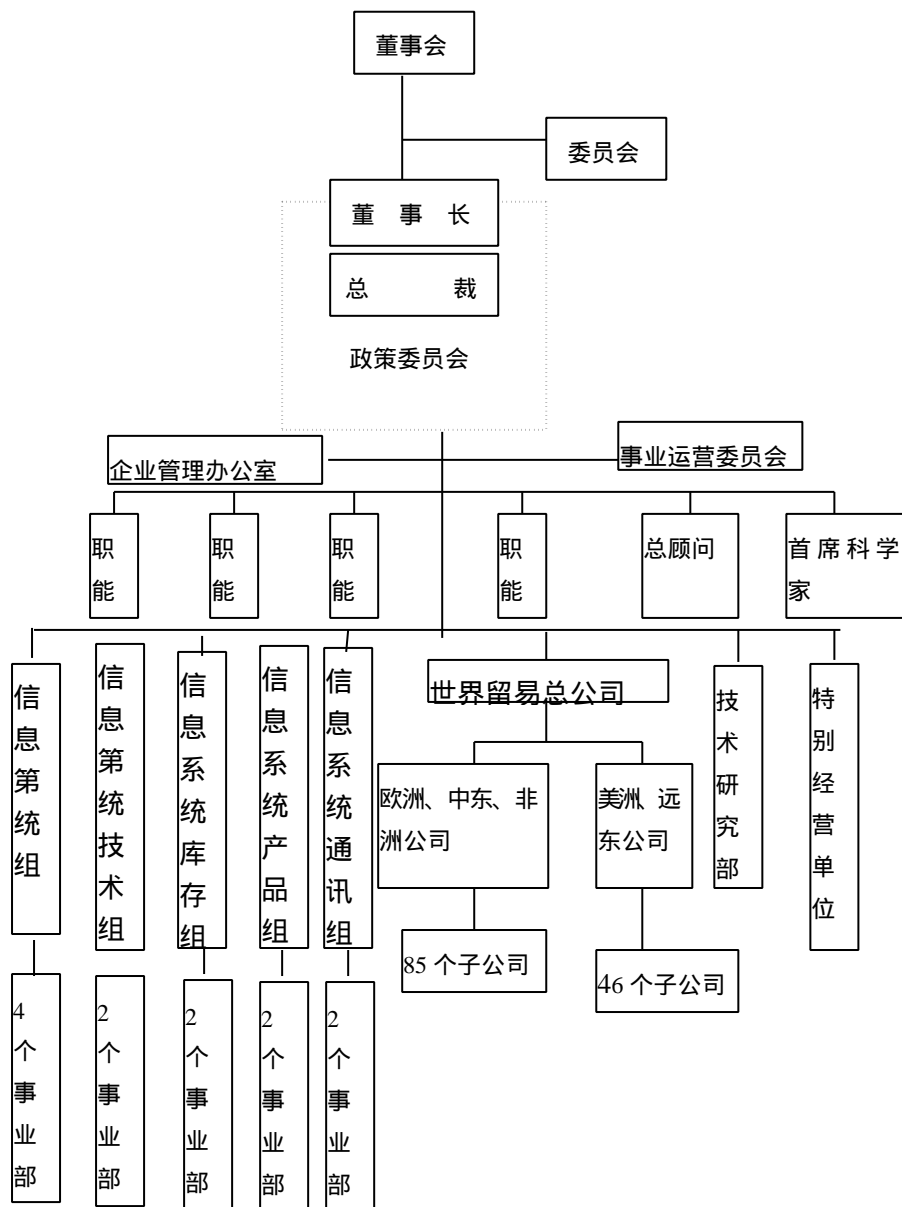 董事会
委员会
董 事 长
总 裁
政策委员会
企业管理办公室
事业运营委员会
职
能
职
能
职
能
职
能
总顾问
首席科学
家
信息第统组
信息第统技术组
信息系统库存组
信息系统产品组
信息系统通讯组
世界留易总公司
欧洲、中东、非
洲公司
美洲、远
东公司
技术研究部
特别经营单位
85 个子公司
46 个子公司
4个事业部
2个事业部
2个事业部
2个事业部
2个事业部